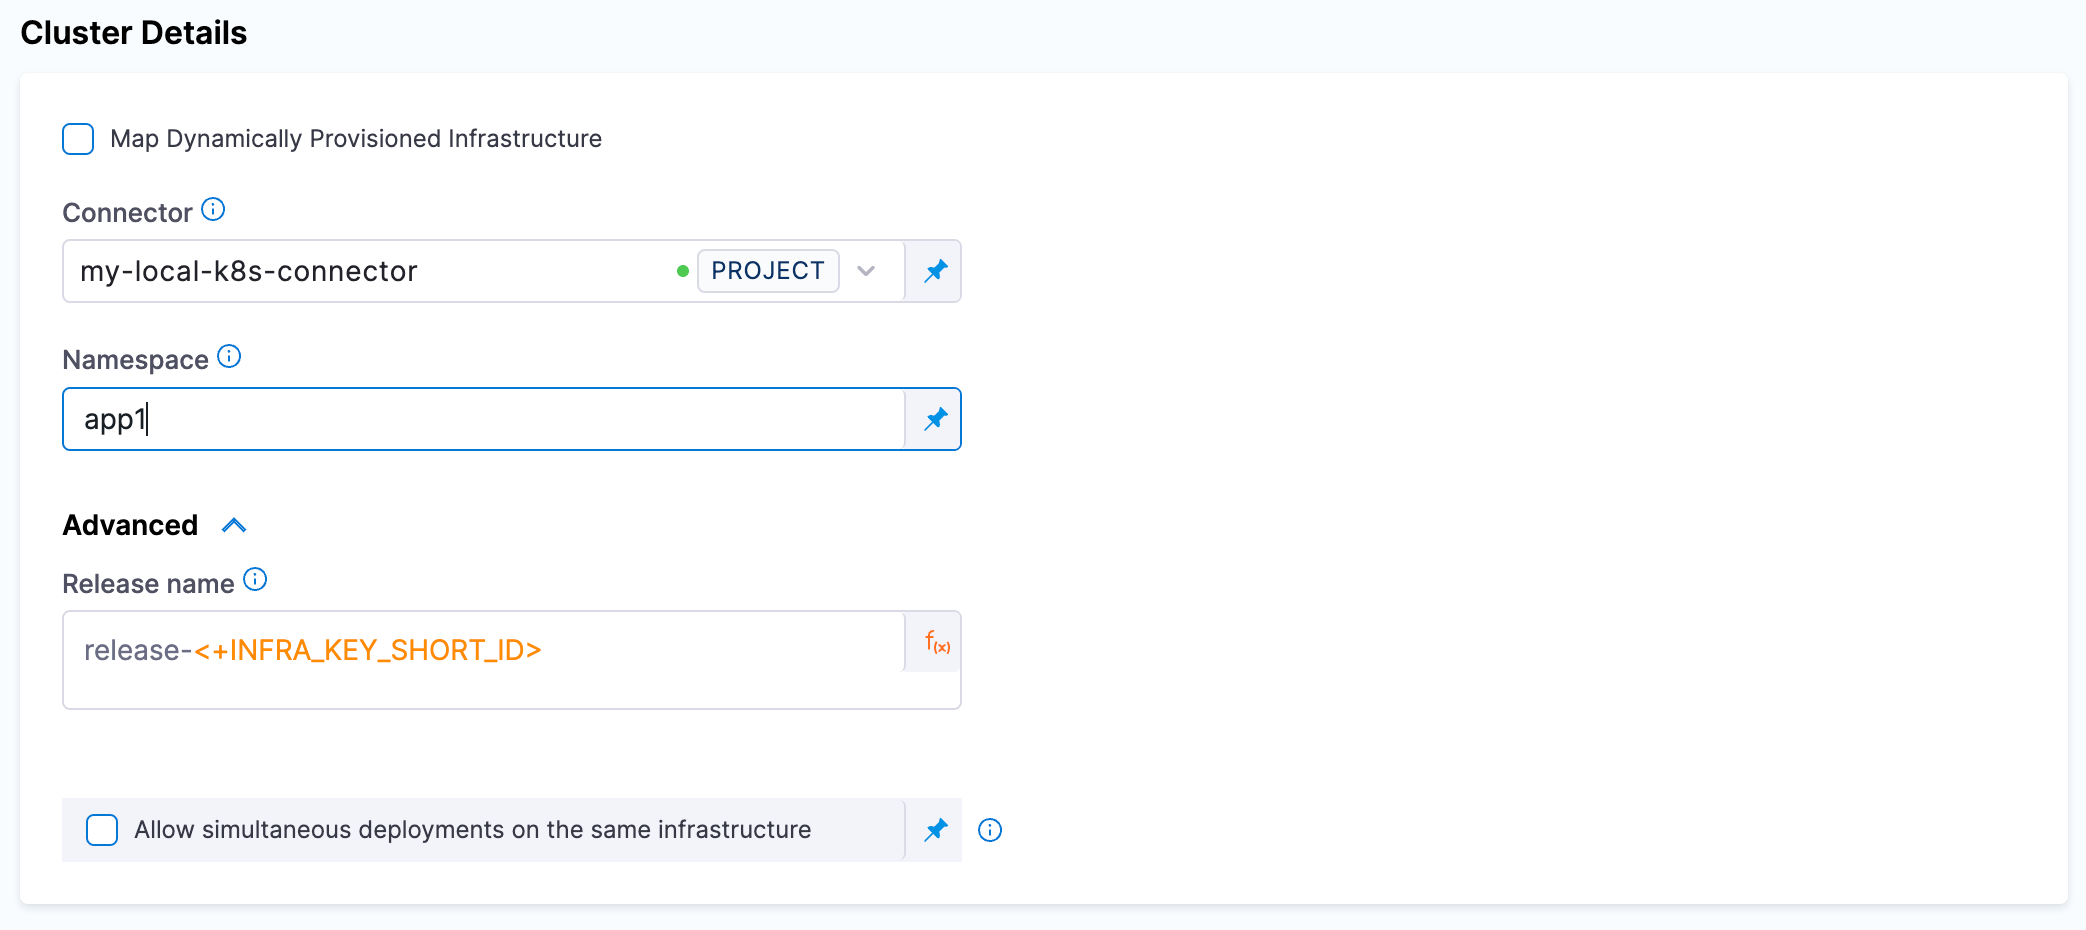 Cluster Details
Map Dynamically Provisioned Infrastructure
Connector
my-local-k8s-connector PROJECT
Namespace
app1
Advanced
Release name
release-<+INFRA_KEY_SHORT_ID>
f(x)
Allow simultaneous deployments on the same infrastructure